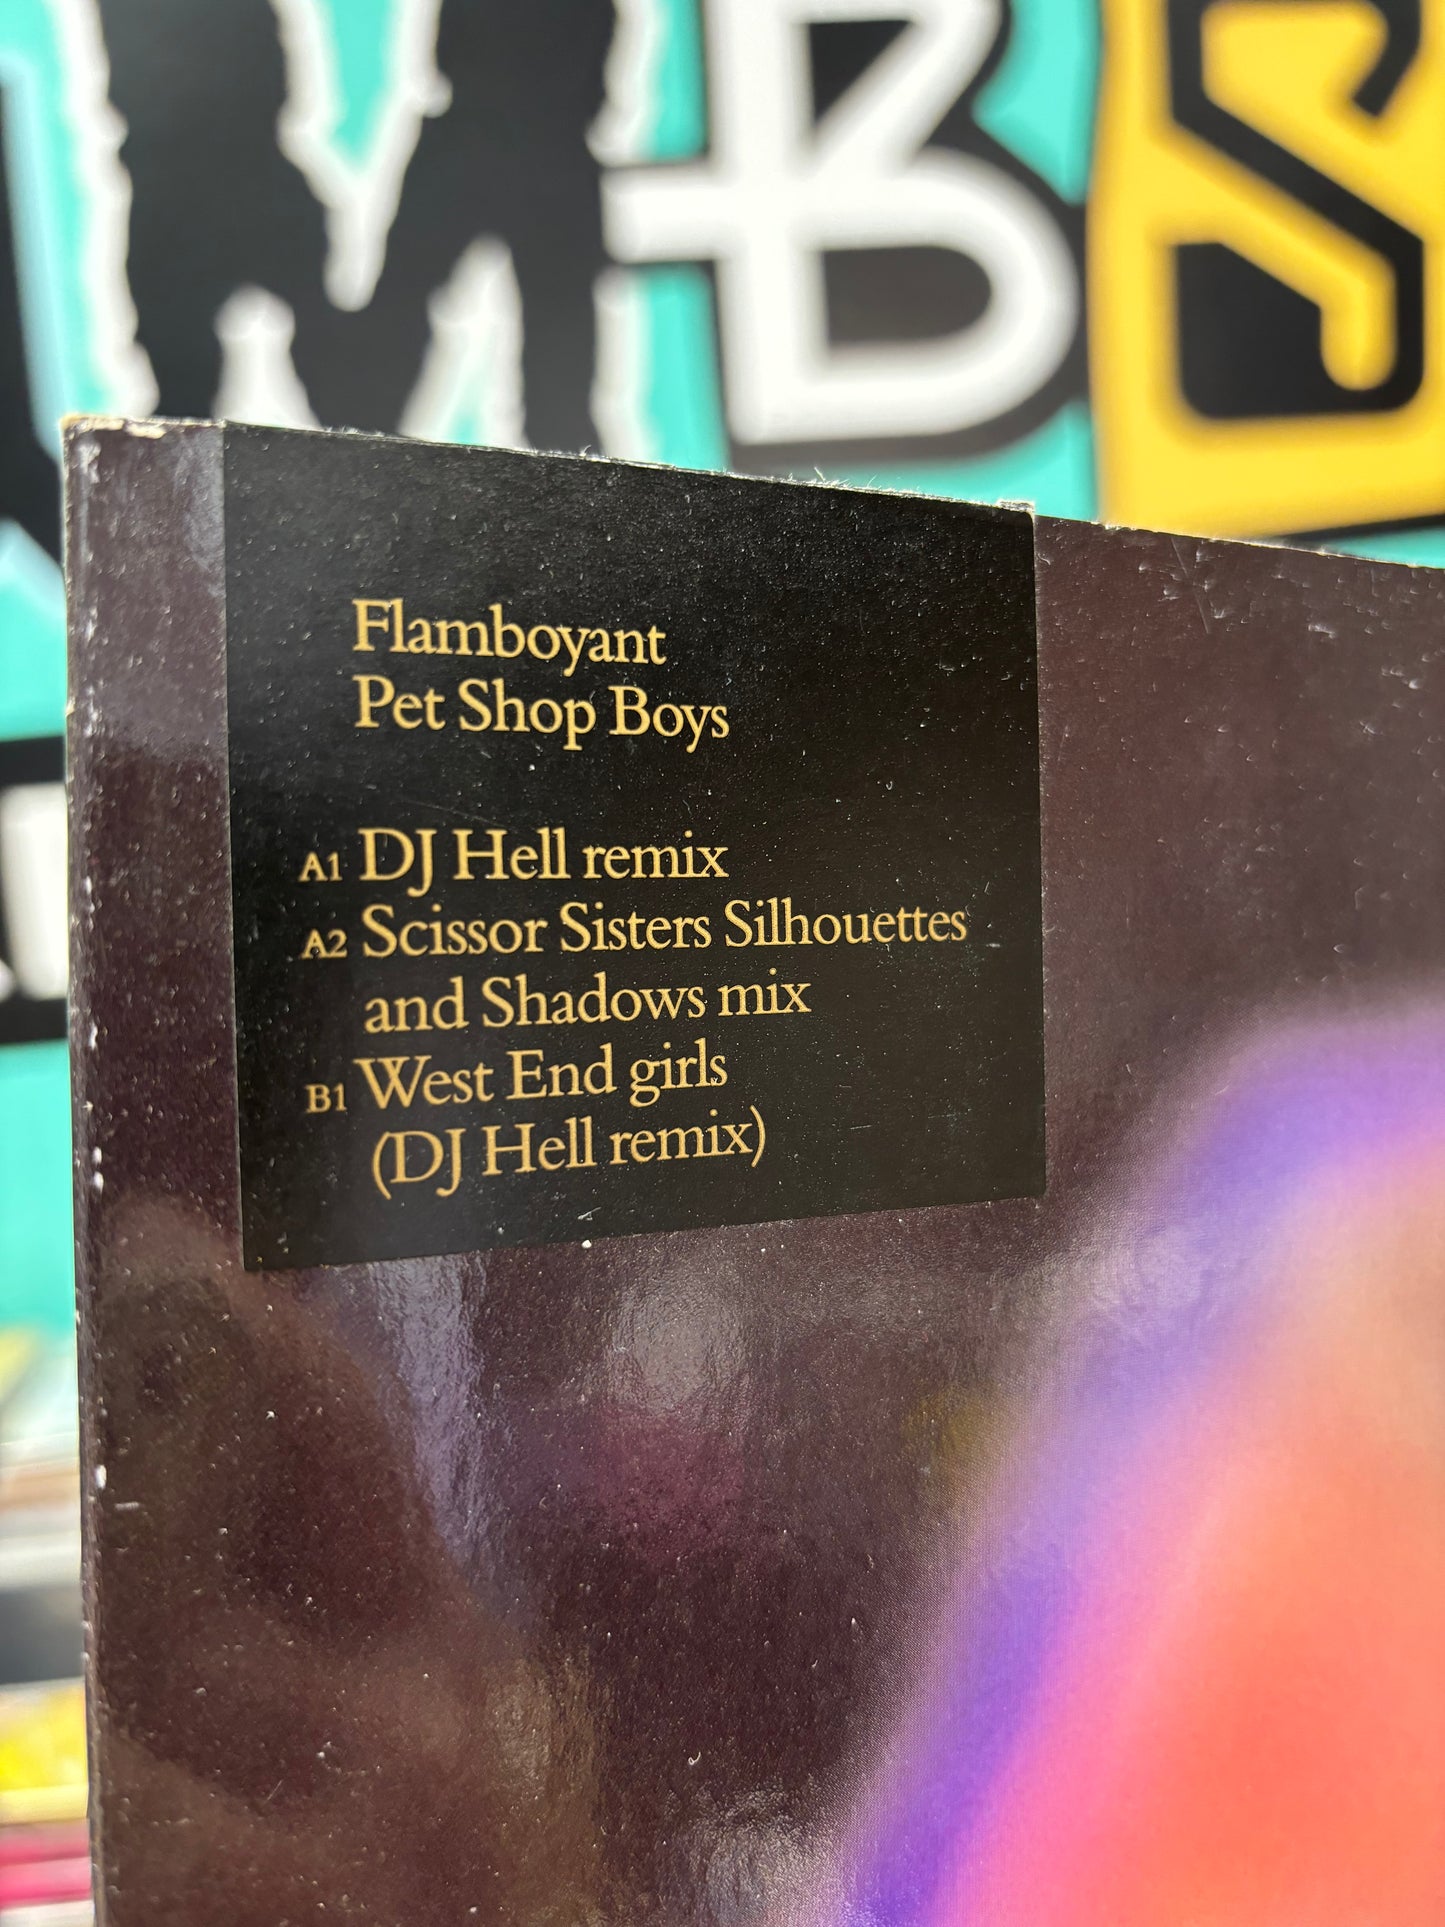 MBS
Flamboyant
Pet Shop Boys
A1 DJ Hell remix
A2 Scissor Sisters Silhouettes
and Shadows mix
B1 West End girls
(DJ Hell remix)